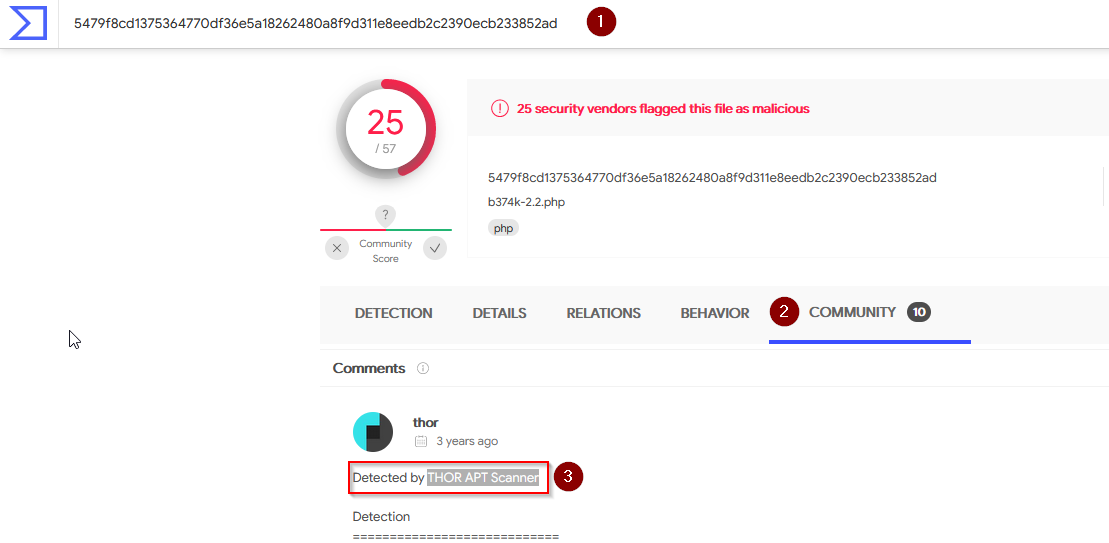 5479f8cd1375364770df36e5a18262480a8f9d311e8eedb2c2390ecb233852ad 1
25
/ 57
25 security vendors flagged this file as malicious
5479f8cd1375364770df36e5a18262480a8f9d311e8eedb2c2390ecb233852ad
b374k-2.2.php
php
?
Community
Score
DETECTION DETAILS RELATIONS BEHAVIOR 2 COMMUNITY 10
Comments
thor
3 years ago
Detected by THOR APT Scanner 3
Detection
============================